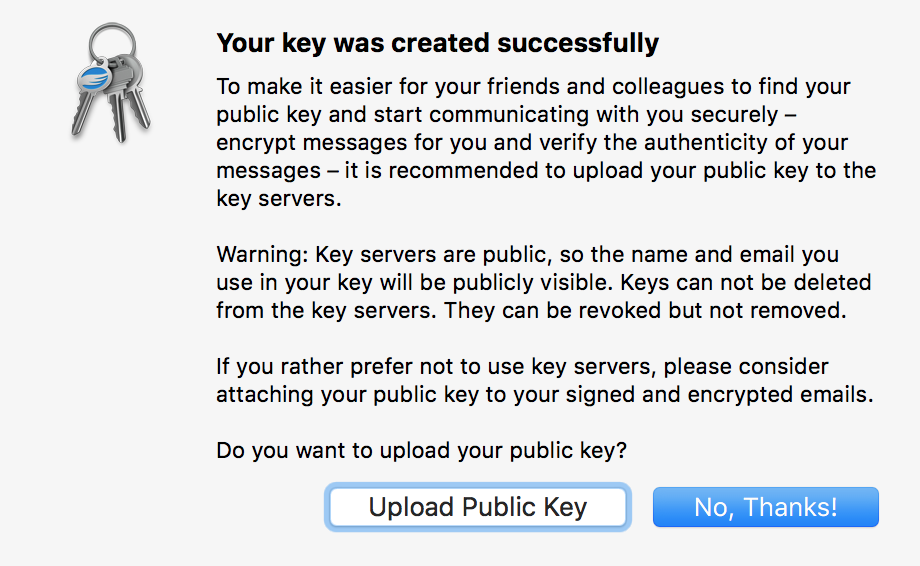 Your key was created successfully
To make it easier for your friends and colleagues to find your
public key and start communicating with you securely –
encrypt messages for you and verify the authenticity of your
messages – it is recommended to upload your public key to the
key servers.
Warning: Key servers are public, so the name and email you
use in your key will be publicly visible. Keys can not be deleted
from the key servers. They can be revoked but not removed.
If you rather prefer not to use key servers, please consider
attaching your public key to your signed and encrypted emails.
Do you want to upload your public key?
Upload Public Key
No, Thanks!